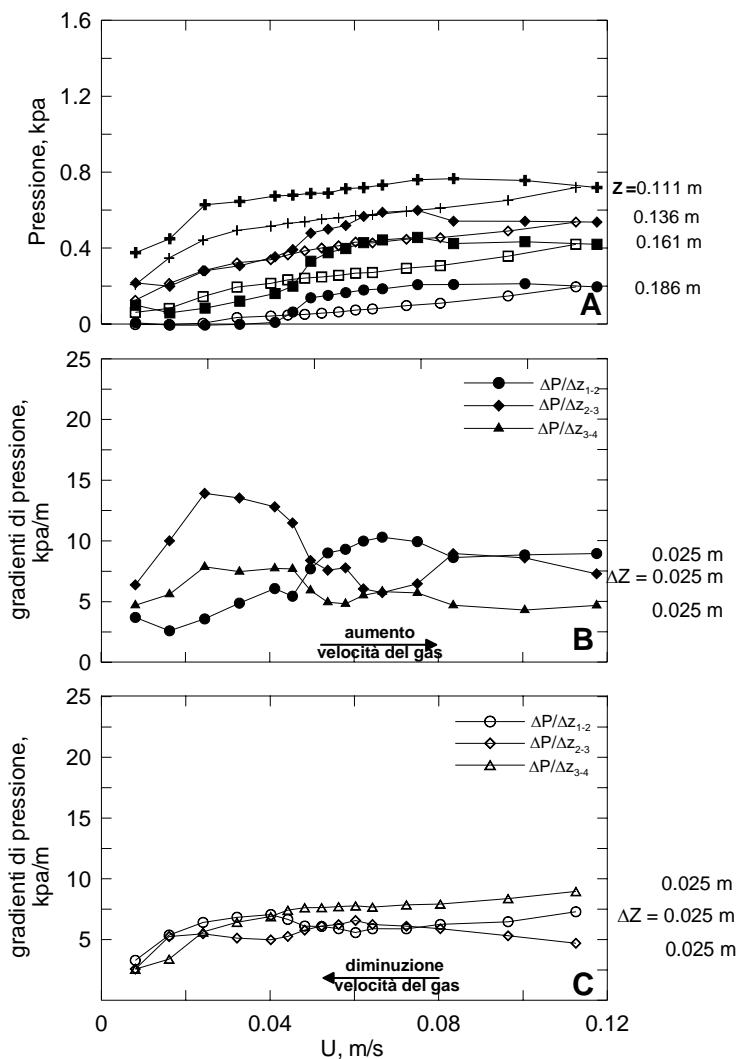 1.6
1.2
0.8
0.4
0
Pressione, kpa
Z =0.111 m
0.136 m
0.161 m
0.186 m
A
25
20
15
10
5
0
gradienti di pressione,
kpa/m
ΔP/Δz1-2
ΔP/Δz2-3
ΔP/Δz3-4
0.025 m
ΔZ = 0.025 m
0.025 m
aumento
velocità del gas
B
25
20
15
10
5
gradienti di pressione,
kpa/m
ΔP/Δz1-2
ΔP/Δz2-3
ΔP/Δz3-4
0.025 m
ΔZ = 0.025 m
0.025 m
diminuzione
velocità del gas
C
0 0.04 0.08 0.12
U, m/s